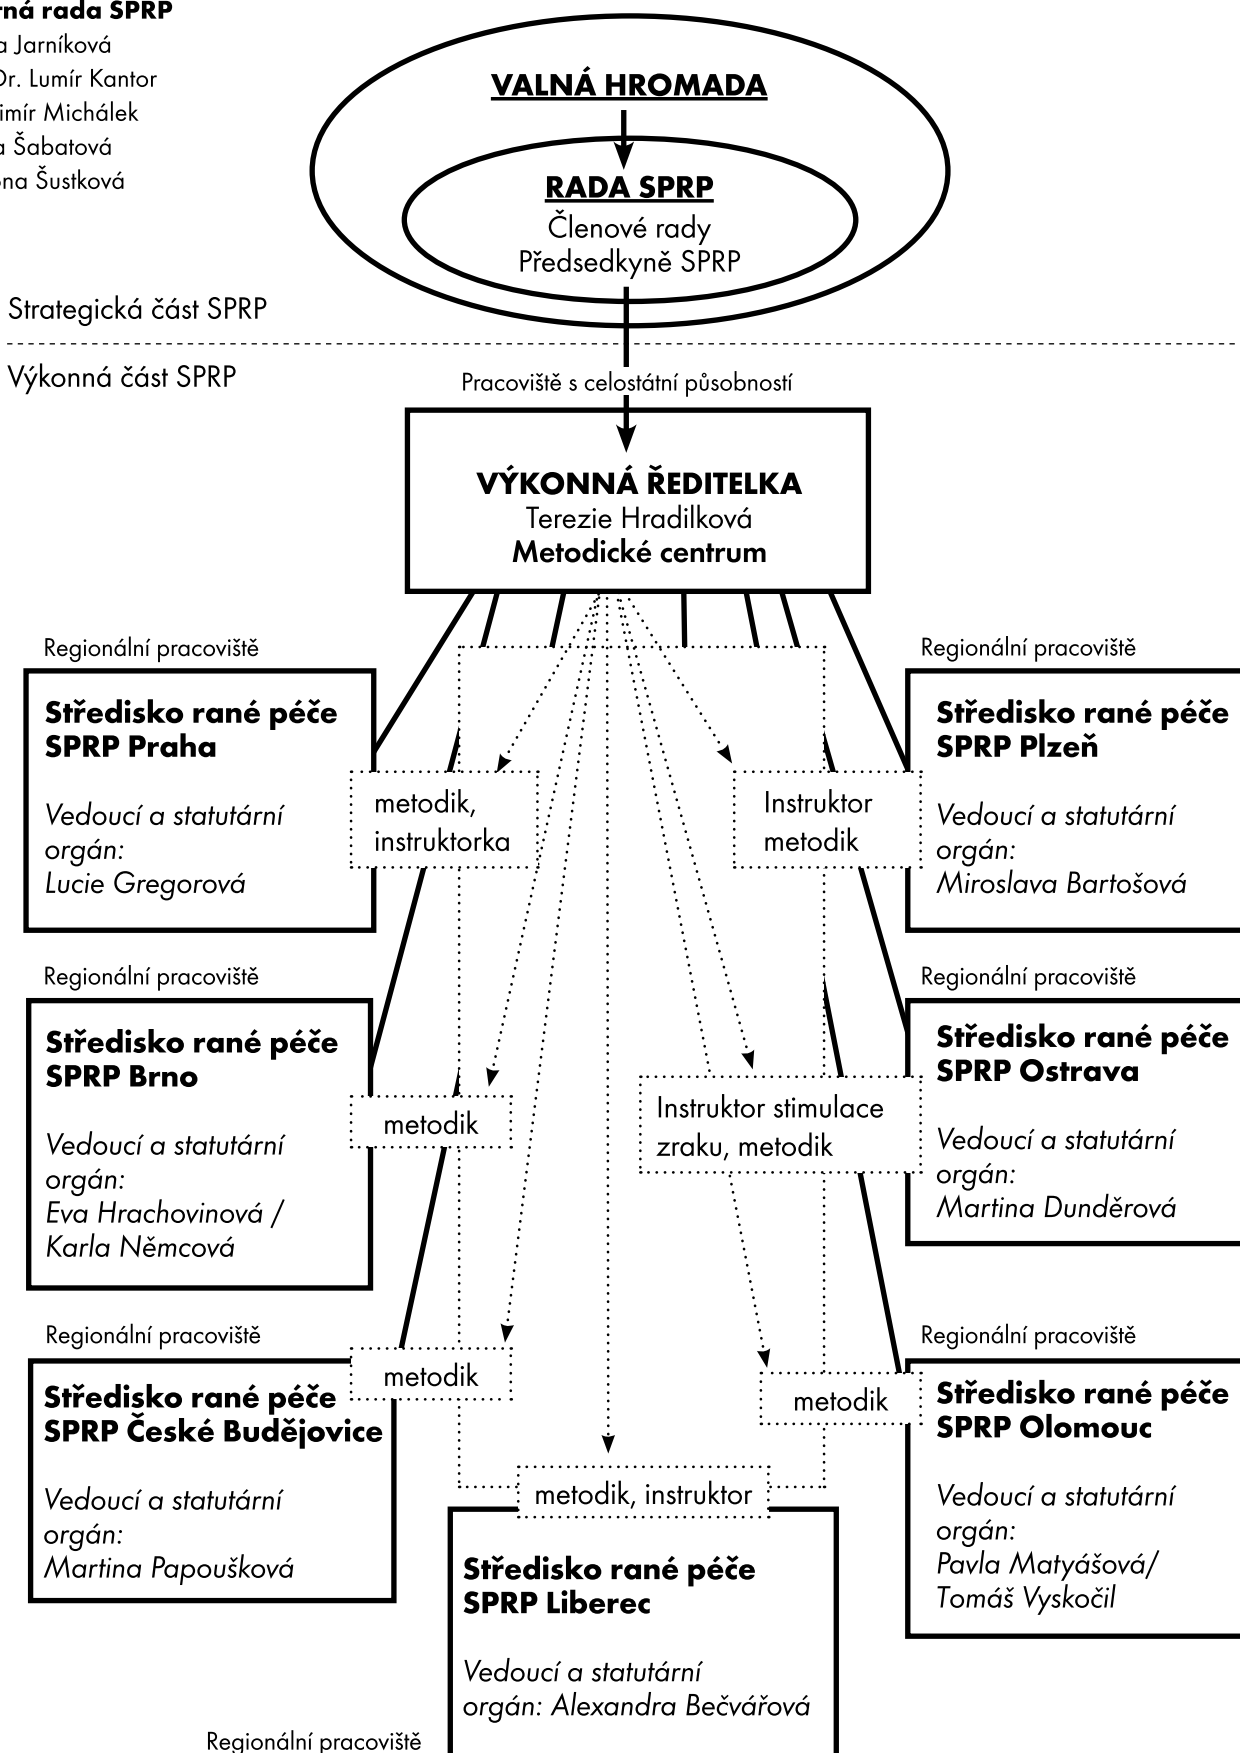 rná rada SPRP
a Jarníková
Dr. Lumír Kantor
imír Michálek
a Šabatová
na Šustková
VALNÁ HROMADA
RADA SPRP
Členové rady
Předsedkyně SPRP
Strategická část SPRP
Výkonná část SPRP
Pracoviště s celostátní působností
VÝKONNÁ ŘEDITELKA
Terezie Hradilková
Metodické centrum
Regionální pracoviště
Středisko rané péče
SPRP Praha
Vedoucí a statutární
orgán:
Lucie Gregorová
metodik,
instruktorka
Instruktor
metodik
Regionální pracoviště
Středisko rané péče
SPRP Plzeň
Vedoucí a statutární
orgán:
Miroslava Bartošová
Regionální pracoviště
Středisko rané péče
SPRP Brno
Vedoucí a statutární
orgán:
Eva Hrachovinová /
Karla Němcová
metodik
Instruktor stimulace
zraku, metodik
Regionální pracoviště
Středisko rané péče
SPRP Ostrava
Vedoucí a statutární
orgán:
Martina Dunděrová
Regionální pracoviště
Středisko rané péče
SPRP České Budějovice
Vedoucí a statutární
orgán:
Martina Papoušková
metodik
metodik
Regionální pracoviště
Středisko rané péče
SPRP Olomouc
Vedoucí a statutární
orgán:
Pavla Matyášová/
Tomáš Vyskočil
metodik, instruktor
Středisko rané péče
SPRP Liberec
Vedoucí a statutární
orgán: Alexandra Bečvářová
Regionální pracoviště